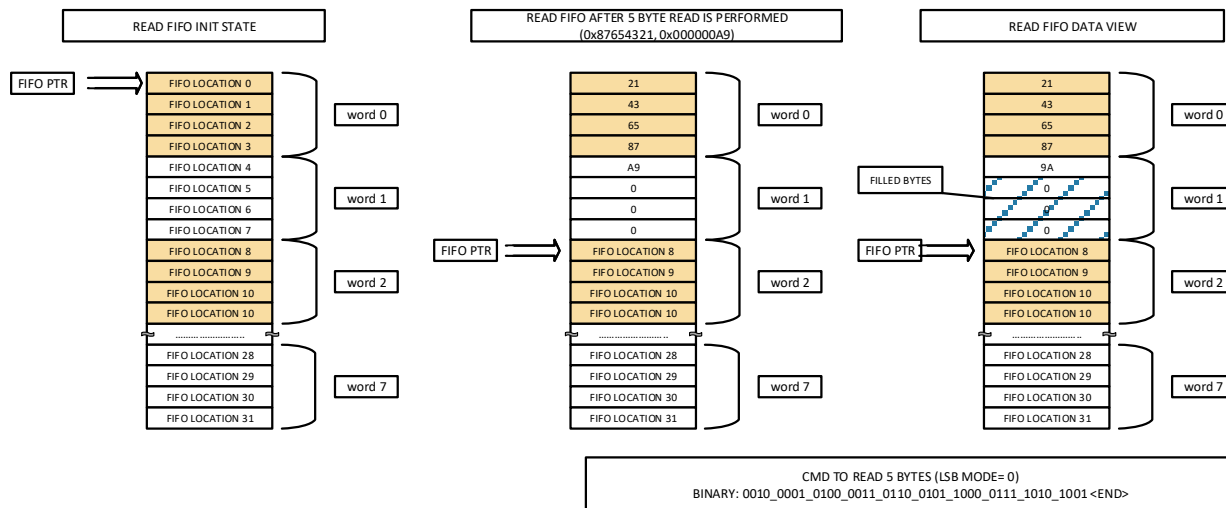 READ FIFO INIT STATE
FIFO PTR
FIFO LOCATION 0
FIFO LOCATION 1
FIFO LOCATION 2
FIFO LOCATION 3
FIFO LOCATION 4
FIFO LOCATION 5
FIFO LOCATION 6
FIFO LOCATION 7
FIFO LOCATION 8
FIFO LOCATION 9
FIFO LOCATION 10
FIFO LOCATION 10
........................
FIFO LOCATION 28
FIFO LOCATION 29
FIFO LOCATION 30
FIFO LOCATION 31
word 0
word 1
word 2
word 7
READ FIFO AFTER 5 BYTE READ IS PERFORMED
(0x87654321, 0x000000A9)
21
43
65
87
A9
0
0
0
FIFO PTR
FIFO LOCATION 8
FIFO LOCATION 9
FIFO LOCATION 10
FIFO LOCATION 10
........................
FIFO LOCATION 28
FIFO LOCATION 29
FIFO LOCATION 30
FIFO LOCATION 31
word 0
word 1
word 2
word 7
READ FIFO DATA VIEW
21
43
65
87
9A
FILLED BYTES
0
0
0
FIFO PTR
FIFO LOCATION 8
FIFO LOCATION 9
FIFO LOCATION 10
FIFO LOCATION 10
........................
FIFO LOCATION 28
FIFO LOCATION 29
FIFO LOCATION 30
FIFO LOCATION 31
word 0
word 1
word 2
word 7
CMD TO READ 5 BYTES (LSB MODE= 0)
BINARY: 0010_0001_0100_0011_0110_0101_1000_0111_1010_1001 <END>